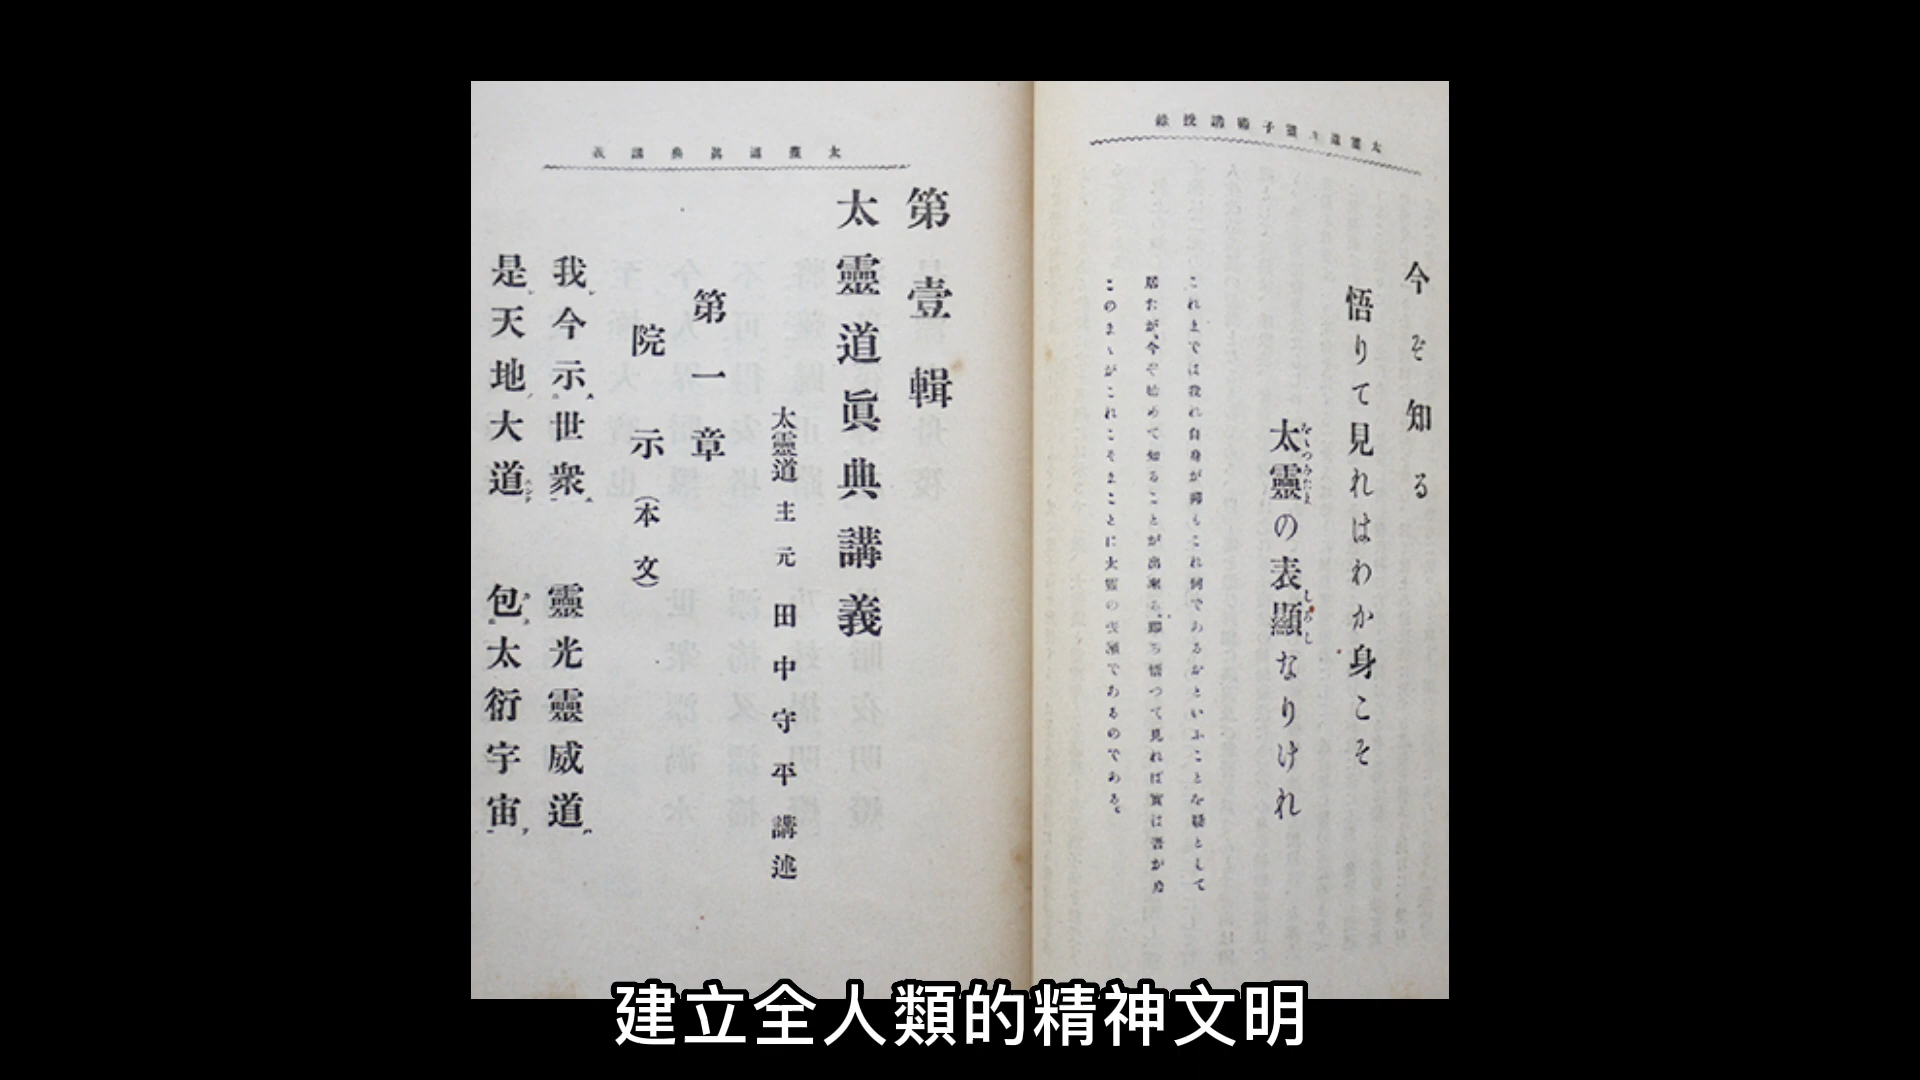 今ぞ知る
悟りて見ればわか身こそ
太靈の表顯なりけれ
これまでは我れ自身が抑もこれ何であるかといふことを疑として
居たが、今ぞ始めて知ることが出來る、卽ち悟つて見れば實は吾が身
このまゝがこれこそまことに太靈の表顯であるのである。
太靈道眞典講義
第壹輯
太靈道眞典講義
太靈道主元田中守平講述
第一章
院示(本文)
我今示世衆 靈光靈威道
是天地大道 包太衍宇宙
建立全人類的精神文明